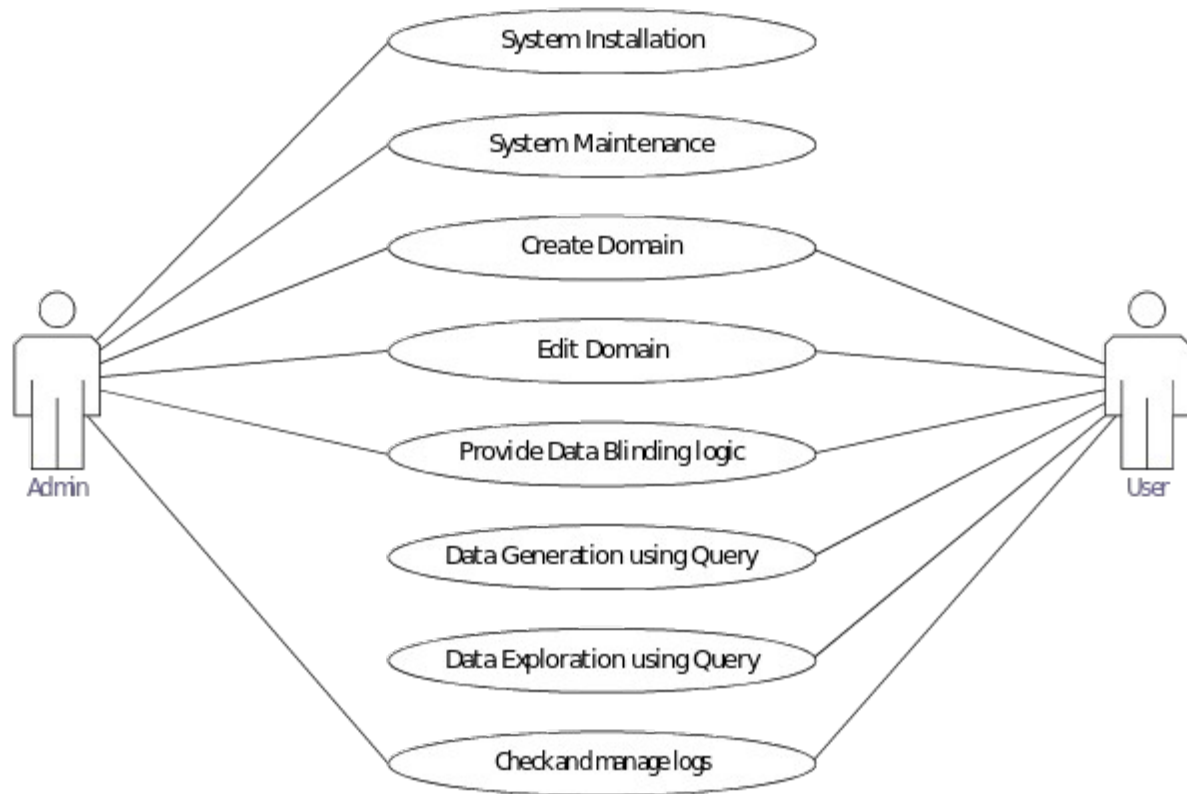 System Installation
System Maintenance
Create Domain
Edit Domain
Provide Data Blinding logic
Admin
User
Data Generation using Query
Data Exploration using Query
Check and manage logs